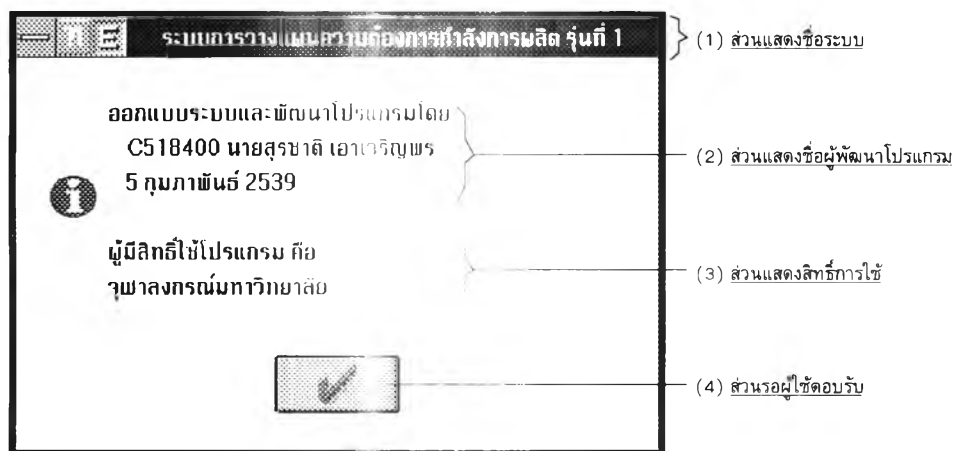 ก E ระบบการวางแผนความต้องการกำลังการผลิต รุ่นที่ 1
(1) ส่วนแสดงชื่อระบบ
ออกแบบระบบและพัฒนาโปรแกรมโดย
C518400 นายสุรชาติ เอาเจริญพร
5 กุมภาพันธ์ 2539
(2) ส่วนแสดงชื่อผู้พัฒนาโปรแกรม
ผู้มีสิทธิ์ใช้โปรแกรม คือ
จุฬาลงกรณ์มหาวิทยาลัย
(3) ส่วนแสดงสิทธิ์การใช้
(4) ส่วนรอผู้ใช้ตอบรับ